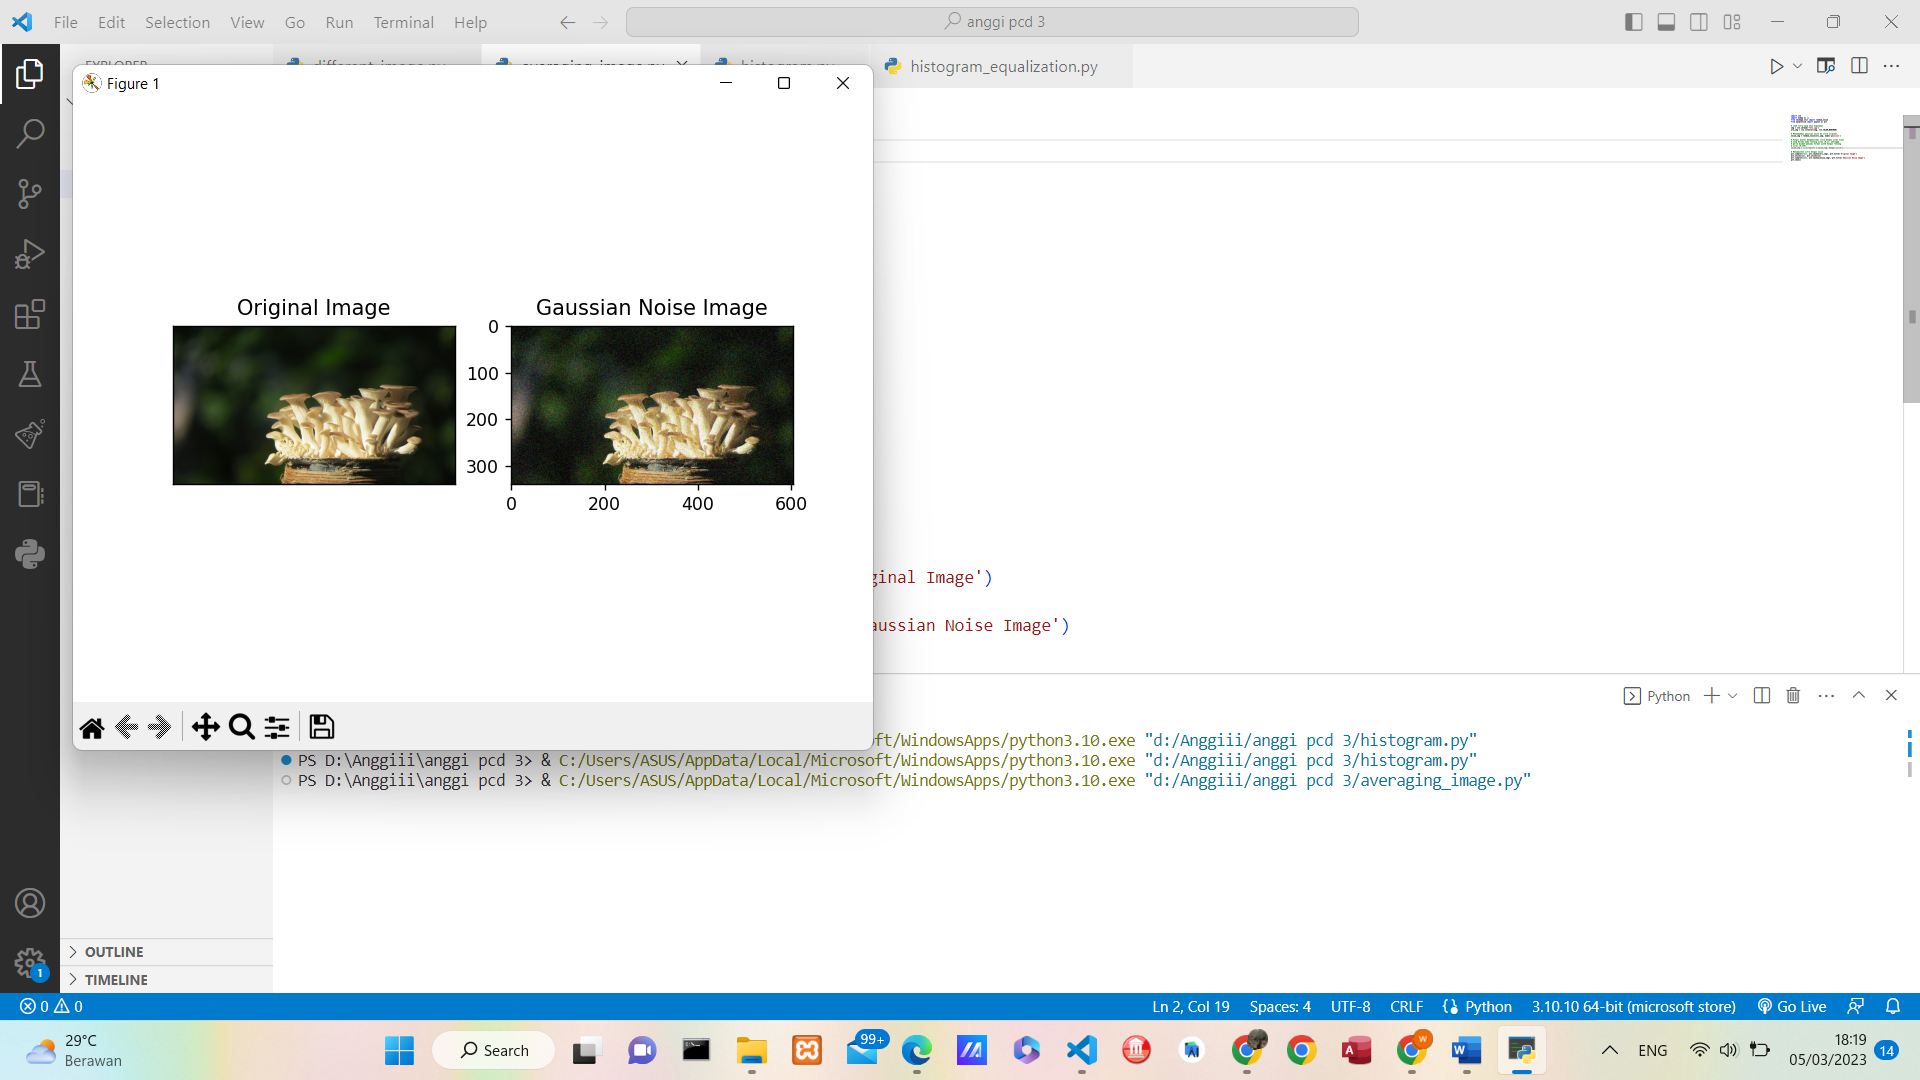 File Edit Selection View Go Run Terminal Help
anggi pcd 3
histogram_equalization.py
Figure 1
Original Image
Gaussian Noise Image
0
100
200
300
0 200 400 600
ginal Image')
aussian Noise Image')
Python
ft/WindowsApps/python3.10.exe "d:/Anggiii/anggi pcd 3/histogram.py"
PS D:\Anggiii\anggi pcd 3> & C:/Users/ASUS/AppData/Local/Microsoft/WindowsApps/python3.10.exe "d:/Anggiii/anggi pcd 3/histogram.py"
PS D:\Anggiii\anggi pcd 3> & C:/Users/ASUS/AppData/Local/Microsoft/WindowsApps/python3.10.exe "d:/Anggiii/anggi pcd 3/averaging_image.py"
OUTLINE
TIMELINE
1
0 0
Ln 2, Col 19 Spaces: 4 UTF-8 CRLF Python 3.10.10 64-bit (microsoft store) Go Live
29°C
Berawan
Search
99+
ENG
18:19
05/03/2023
14